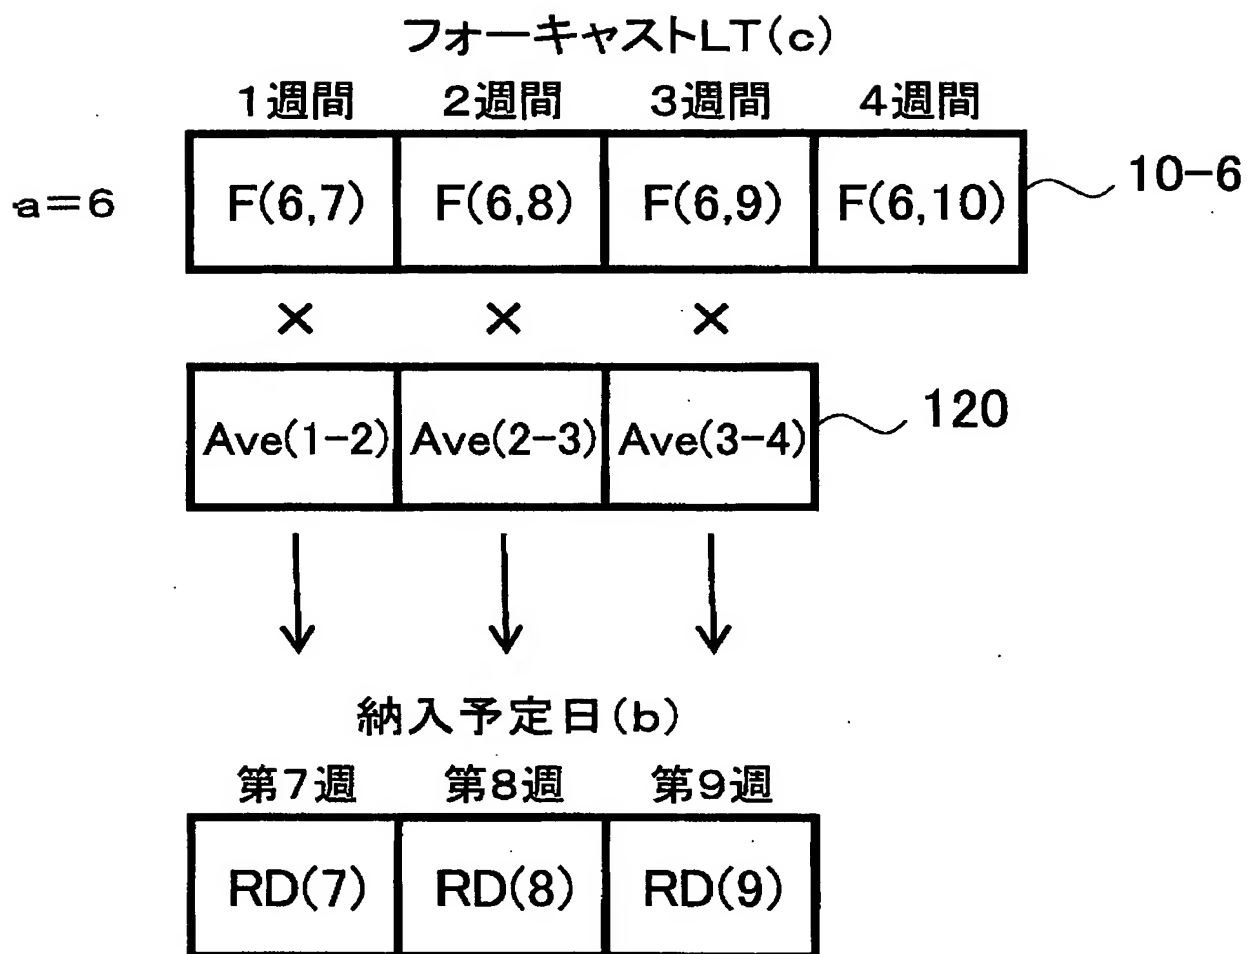 フォーキャストLT(c)
1週間 2週間 3週間 4週間
a=6 F(6,7) F(6,8) F(6,9) F(6,10) 10-6
× × ×
Ave(1-2) Ave(2-3) Ave(3-4) 120
納入予定日(b)
第7週 第8週 第9週
RD(7) RD(8) RD(9)